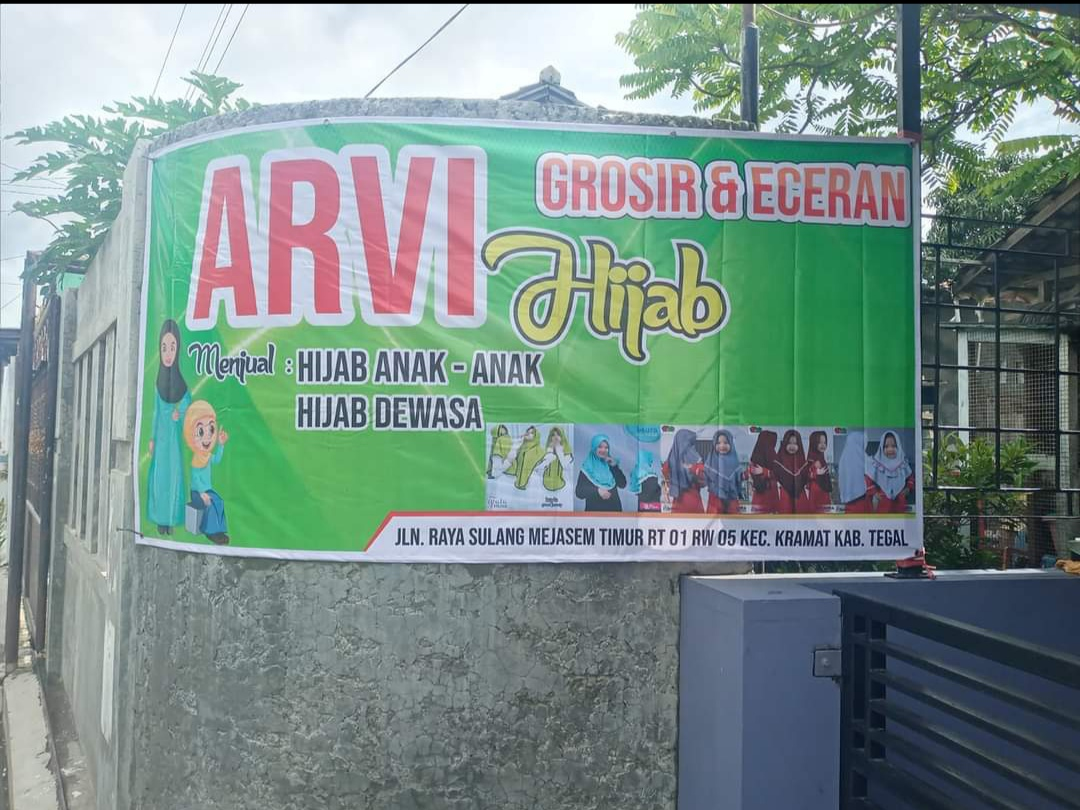 ARVI
GROSIR & ECERAN
Hijab
Menjual : HIJAB ANAK - ANAK
HIJAB DEWASA
JLN. RAYA SULANG MEJASEM TIMUR RT 01 RW 05 KEC. KRAMAT KAB. TEGAL